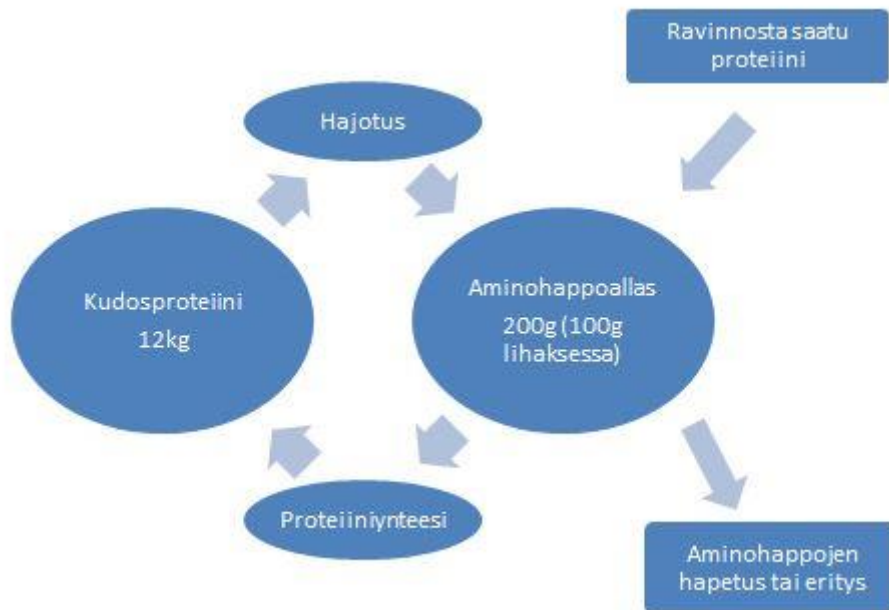 Ravinnosta saatu
proteiini
Hajotus
Kudosproteiini
12kg
Aminohappoallas
200g (100g
lihaksessa)
Proteiiniynteesi
Aminohappojen
hapetus tai eritys